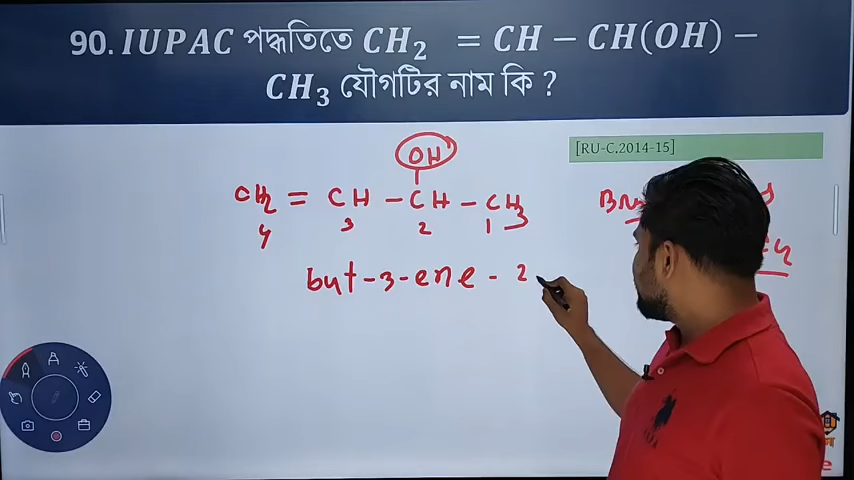 90. IUPAC পদ্ধতিতে CH₂ = CH − CH(OH) −
CH₃ যৌগটির নাম কি ?
[RU-C.2014-15]
OH
CH₂ = CH − CH − CH₃
4 3 2 1
but-3-ene - 2